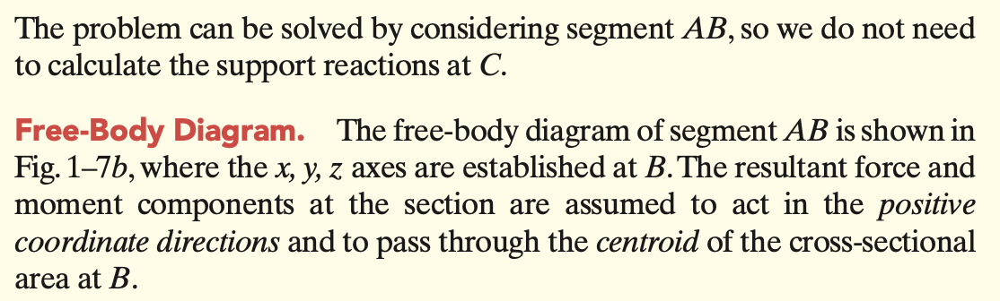 The problem can be solved by considering segment AB, so we do not need
to calculate the support reactions at C.
Free-Body Diagram. The free-body diagram of segment AB is shown in
Fig. 1–7b, where the x, y, z axes are established at B. The resultant force and
moment components at the section are assumed to act in the positive
coordinate directions and to pass through the centroid of the cross-sectional
area at B.